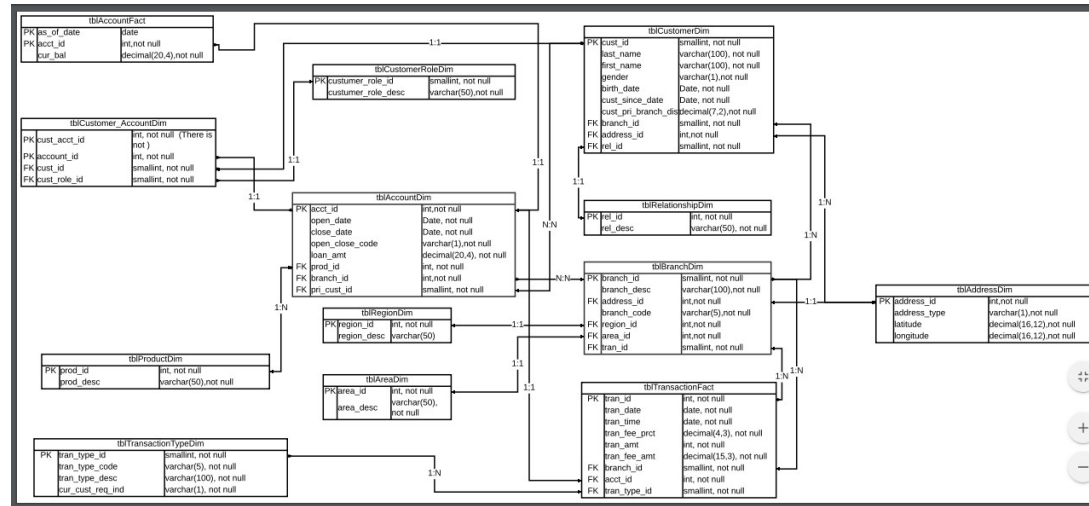 tblAccountFact
PK as_of_date date
PK acct_id int,not null
cur_bal decimal(20,4),not null
tblCustomerDim
PK cust_id smallint, not null
last_name varchar(100), not null
first_name varchar(100), not null
gender varchar(1),not null
birth_date Date, not null
cust_since_date Date, not null
cust_pri_branch_dis decimal(7,2),not null
FK branch_id smallint, not null
FK address_id int,not null
FK rel_id smallint, not null
1:1
tblCustomerRoleDim
PK custumer_role_id smallint, not null
custumer_role_desc varchar(50),not null
tblCustomer_AccountDim
PK cust_acct_id int, not null (There is
not )
PK account_id int, not null
FK cust_id smallint, not null
FK cust_role_id smallint, not null
1:1
1:1
1:1
1:1
tblAccountDim
PK acct_id int,not null
open_date Date, not null
close_date Date, not null
open_close_code varchar(1),not null
loan_amt decimal(20,4), not null
FK prod_id int, not null
FK branch_id int,not null
FK pri_cust_id smallint, not null
tblRelationshipDim
PK rel_id int, not null
rel_desc varchar(50), not null
1:N
N:N
1:N
N:N
tblBranchDim
PK branch_id smallint, not null
branch_desc varchar(100),not null
FK address_id int,not null
branch_code varchar(5),not null
FK region_id int,not null
FK area_id int,not null
FK tran_id smallint, not null
tblAddressDim
PK address_id int,not null
address_type varchar(1),not null
latitude decimal(16,12),not null
longitude decimal(16,12),not null
1:1
1:N
tblRegionDim
PK region_id int, not null
region_desc varchar(50)
1:1
tblProductDim
PK prod_id int, not null
prod_desc varchar(50),not null
1:1
tblAreaDim
PK area_id int, not null
area_desc varchar(50),
not null
1:1
1:N
1:N
tblTransactionFact
PK tran_id int, not null
tran_date date, not null
tran_time date, not null
tran_fee_prct decimal(4,3), not null
tran_amt int, not null
tran_fee_amt decimal(15,3), not null
FK branch_id smallint, not null
FK acct_id int, not null
FK tran_type_id smallint, not null
tblTransactionTypeDim
PK tran_type_id smallint, not null
tran_type_code varchar(5), not null
tran_type_desc varchar(100), not null
cur_cust_req_ind varchar(1), not null
1:N